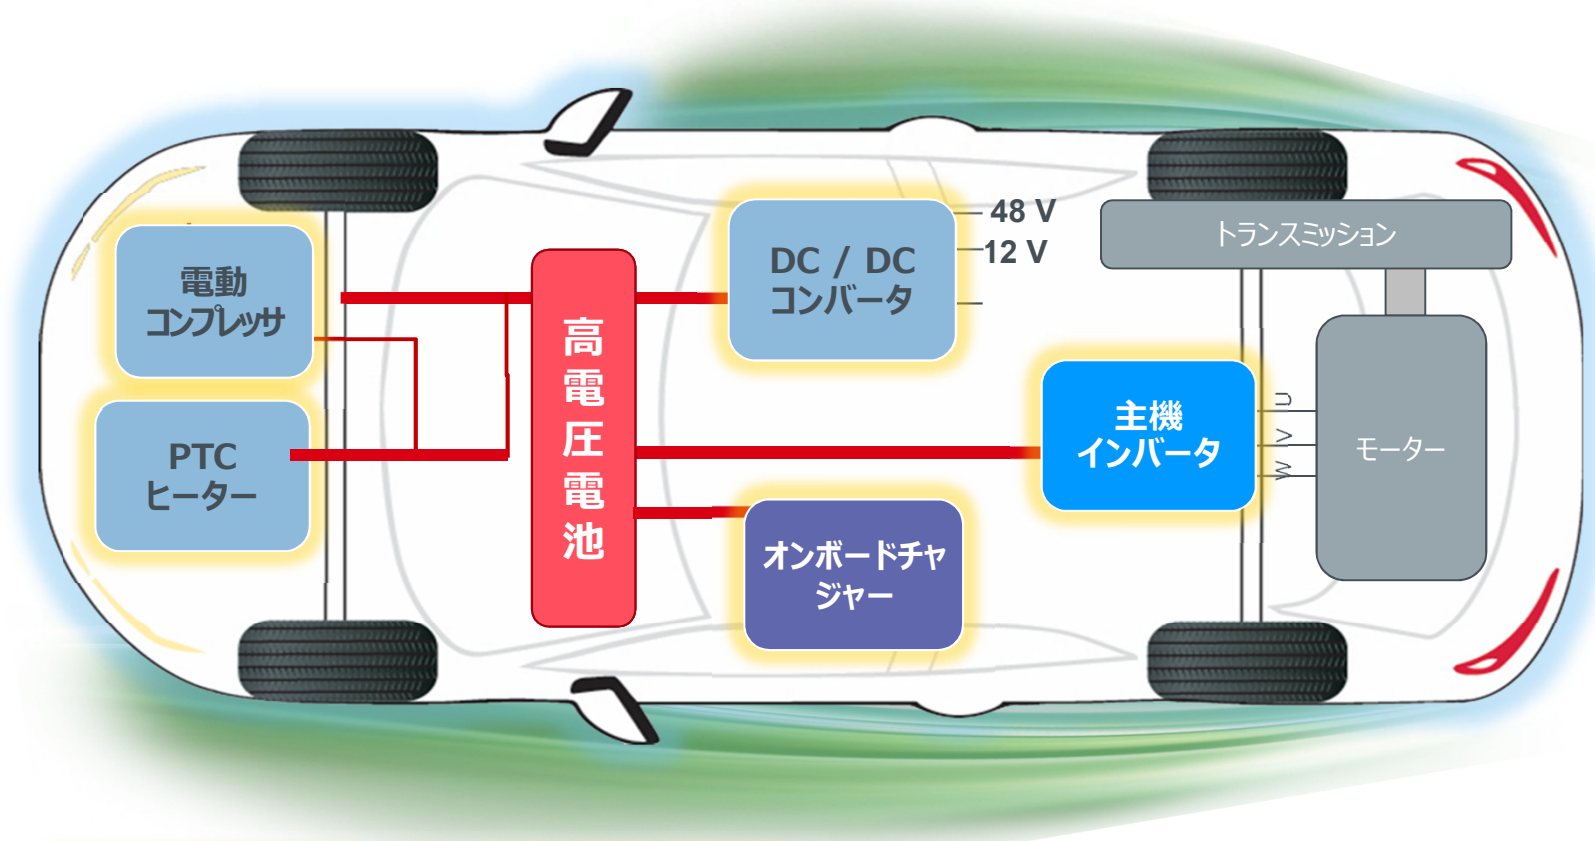 電動
コンプレッサ
PTC
ヒーター
高
電
圧
電
池
DC / DC
コンバータ
48 V
12 V
オンボードチャ
ジャー
主機
インバータ
U
V
W
トランスミッション
モーター